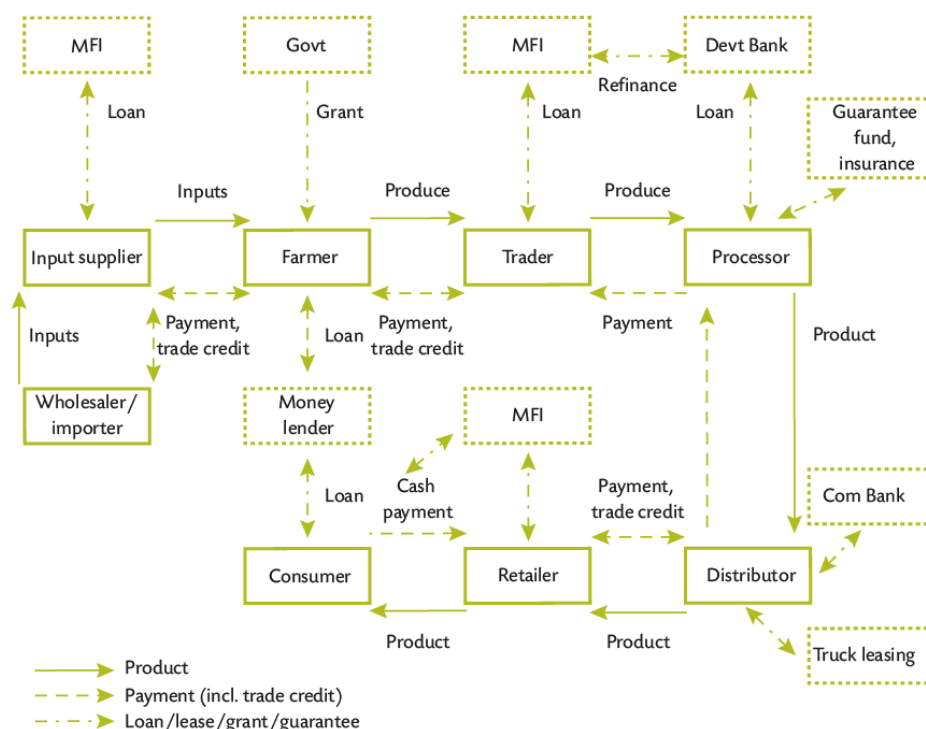 MFI
Govt
MFI
Devt Bank
Refinance
Loan
Grant
Loan
Loan
Guarantee
fund,
insurance
Inputs
Produce
Produce
Input supplier
Farmer
Trader
Processor
Inputs
Payment,
trade credit
Loan
Payment,
trade credit
Payment
Product
Wholesaler/
importer
Money
lender
MFI
Loan
Cash
payment
Payment,
trade credit
Com Bank
Consumer
Retailer
Distributor
Product
Product
Truck leasing
Product
Payment (incl. trade credit)
Loan/lease/grant/guarantee